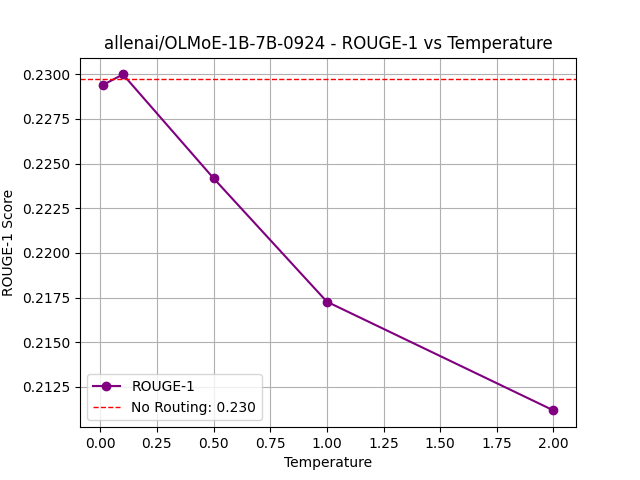 allenai/OLMoE-1B-7B-0924 - ROUGE-1 vs Temperature
ROUGE-1 Score
0.2300
0.2275
0.2250
0.2225
0.2200
0.2175
0.2150
0.2125
ROUGE-1
No Routing: 0.230
0.00 0.25 0.50 0.75 1.00 1.25 1.50 1.75 2.00
Temperature